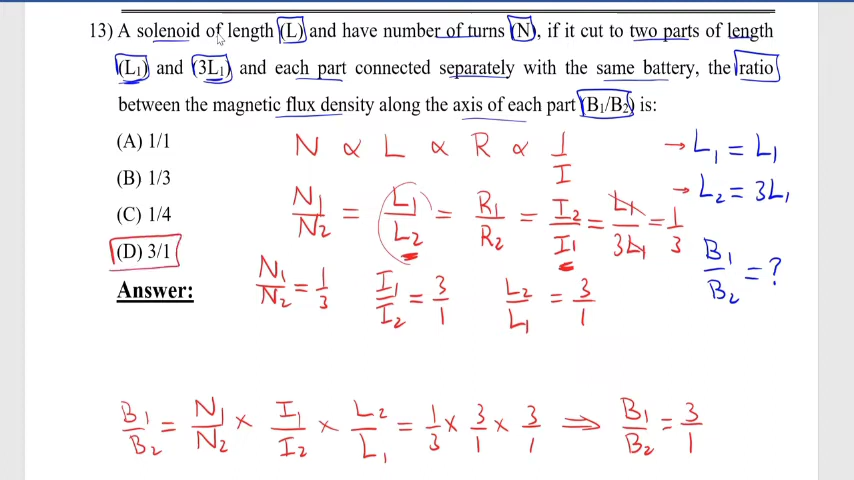 13) A solenoid of length (L) and have number of turns (N), if it cut to two parts of length
(L₁) and (3L₁) and each part connected separately with the same battery, the ratio
between the magnetic flux density along the axis of each part (B₁/B₂) is:
(A) 1/1
(B) 1/3
(C) 1/4
(D) 3/1
Answer:
N ∝ L ∝ R ∝ 1/I
→ L₁ = L₁
→ L₂ = 3L₁
N₁/N₂ = L₁/L₂ = R₁/R₂ = I₂/I₁ = L₁/3L₁ = 1/3
B₁/B₂ = ?
N₁/N₂ = 1/3 I₁/I₂ = 3/1 L₂/L₁ = 3/1
B₁/B₂ = N₁/N₂ × I₁/I₂ × L₂/L₁ = 1/3 × 3/1 × 3/1 ⟹ B₁/B₂ = 3/1